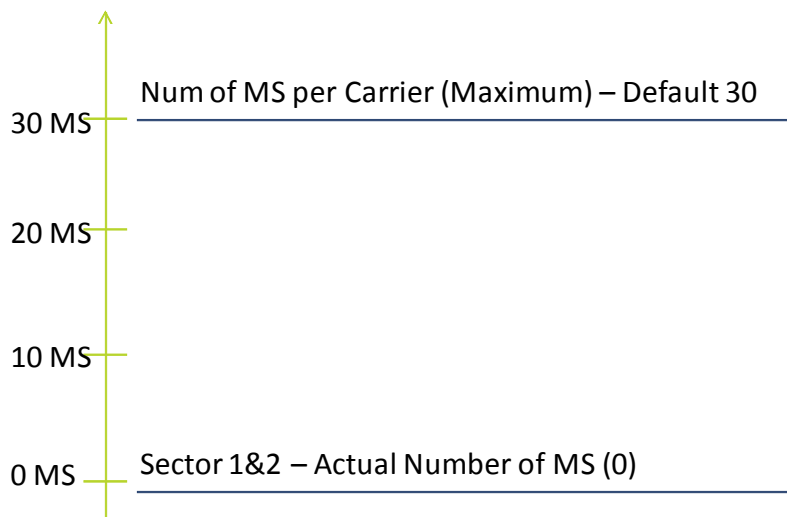 Num of MS per Carrier (Maximum) – Default 30
30 MS
20 MS
10 MS
Sector 1&2 – Actual Number of MS (0)
0 MS